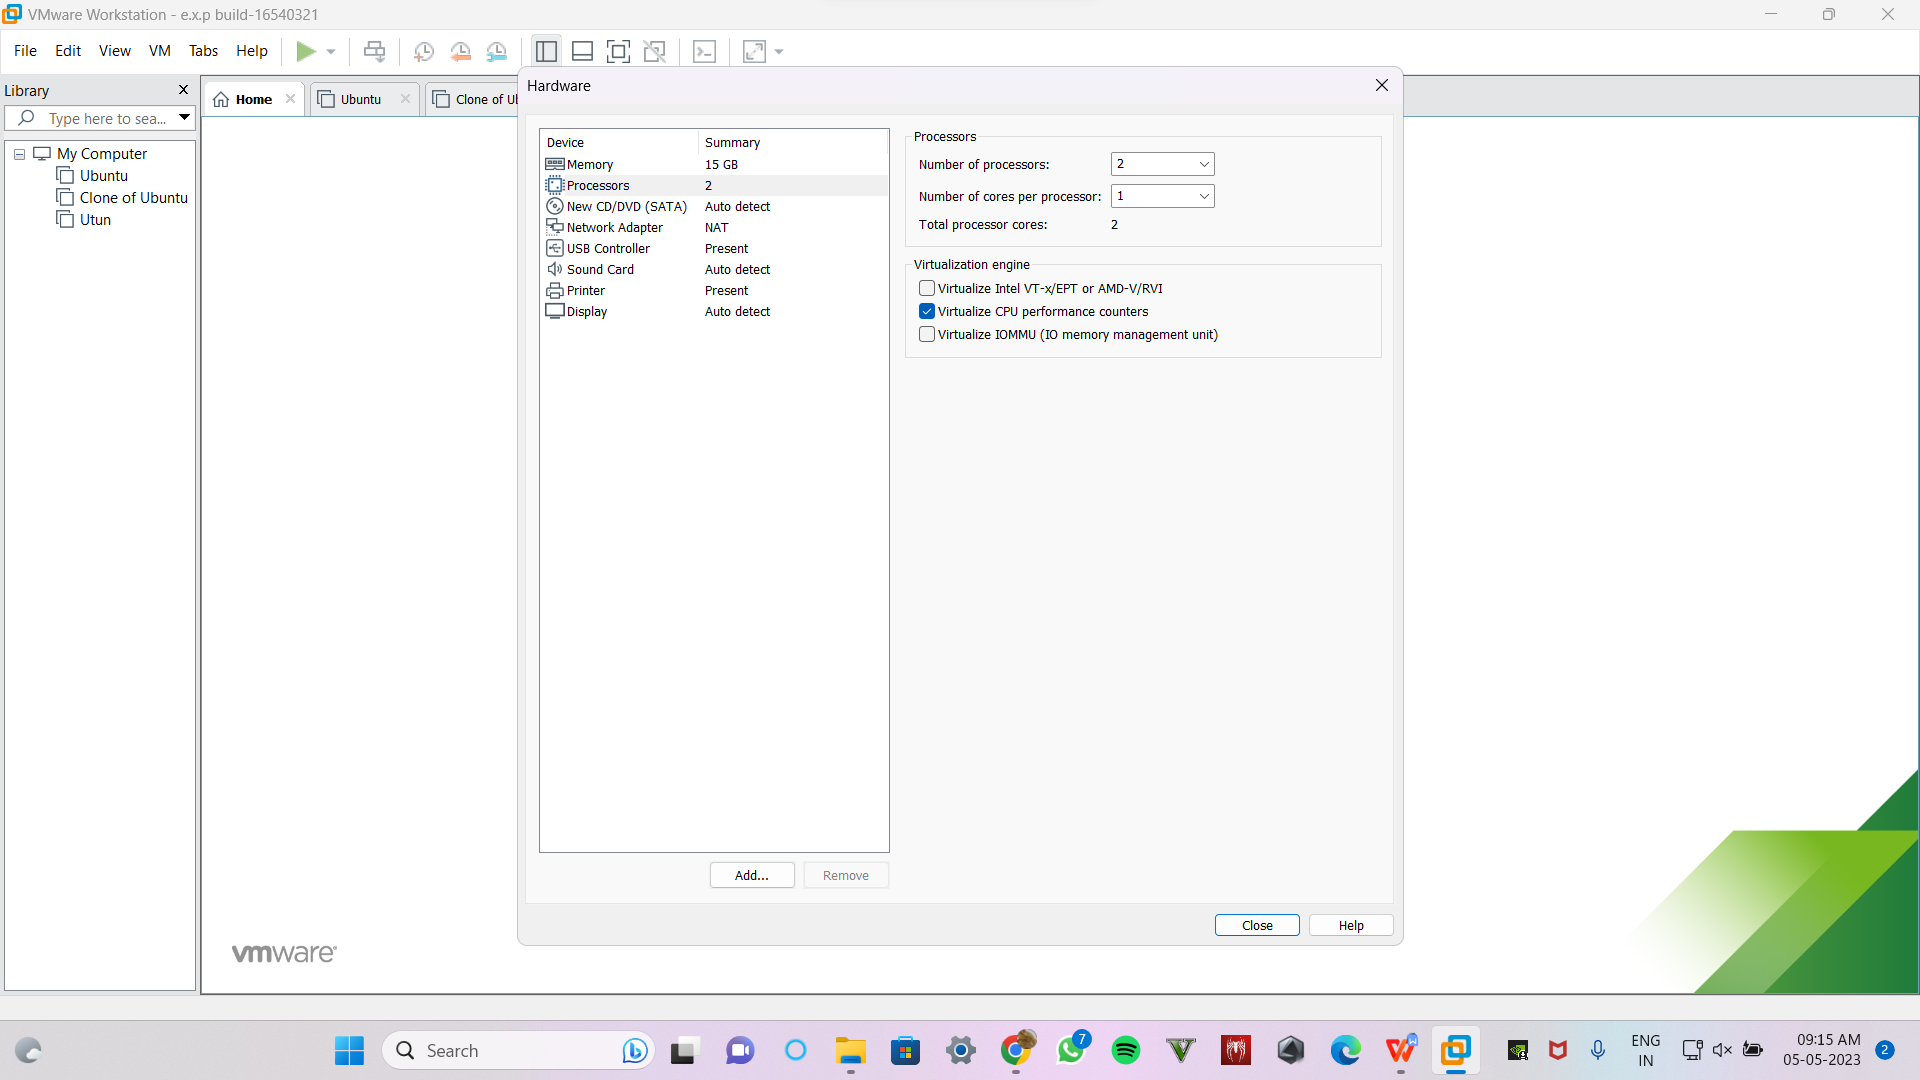 VMware Workstation - e.x.p build-16540321
File Edit View VM Tabs Help
Library
Type here to sea...
My Computer
Ubuntu
Clone of Ubuntu
Utun
Home
Ubuntu
Clone of Ub
Hardware
Device Summary
Memory 15 GB
Processors 2
New CD/DVD (SATA) Auto detect
Network Adapter NAT
USB Controller Present
Sound Card Auto detect
Printer Present
Display Auto detect
Add...
Remove
Processors
Number of processors: 2
Number of cores per processor: 1
Total processor cores: 2
Virtualization engine
Virtualize Intel VT-x/EPT or AMD-V/RVI
Virtualize CPU performance counters
Virtualize IOMMU (IO memory management unit)
Close
Help
vmware
Search
7
ENG
IN
09:15 AM
05-05-2023
2